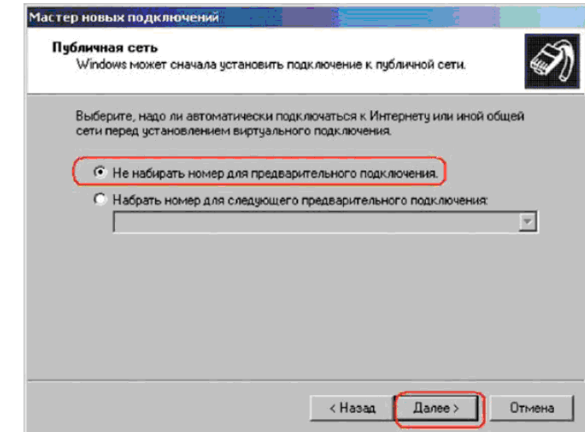 Мастер новых подключений
Публичная сеть
Windows может сначала установить подключение к публичной сети.
Выберите, надо ли автоматически подключаться к Интернету или иной общей
сети перед установлением виртуального подключения.
Не набирать номер для предварительного подключения.
Набрать номер для следующего предварительного подключения:
< Назад Далее > Отмена